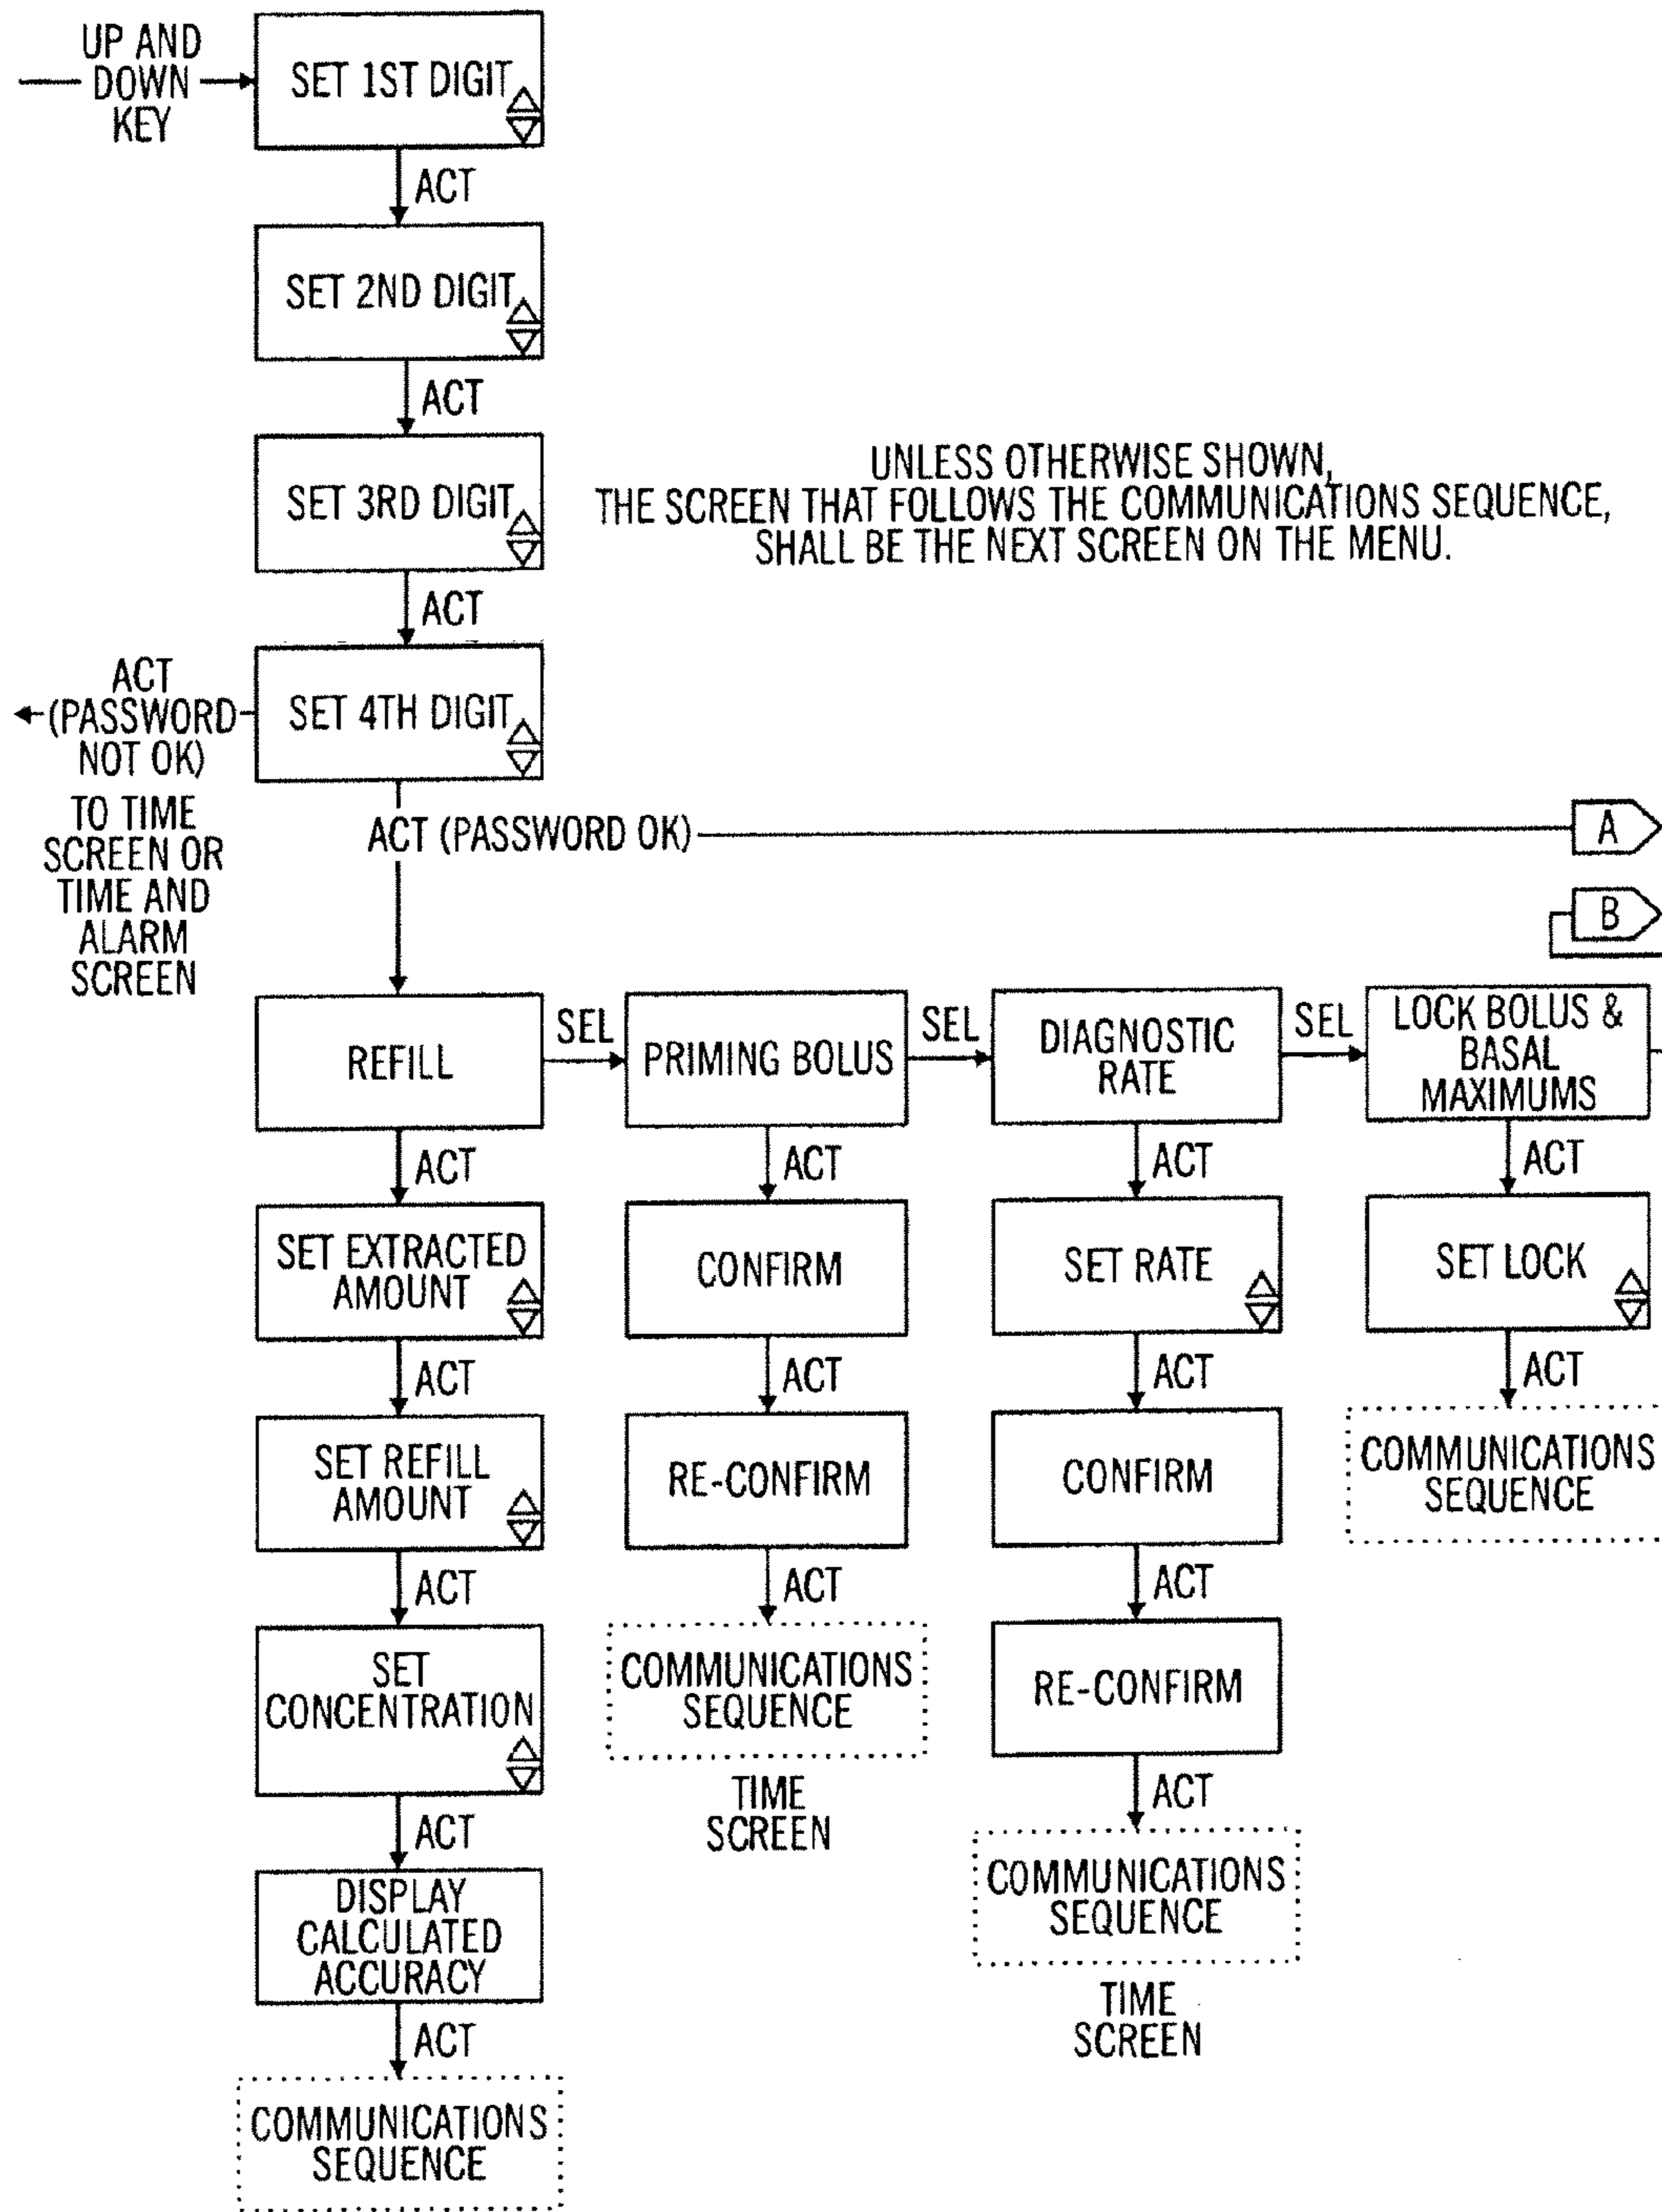 UP AND
DOWN
KEY
SET 1ST DIGIT
ACT
SET 2ND DIGIT
ACT
SET 3RD DIGIT
UNLESS OTHERWISE SHOWN,
THE SCREEN THAT FOLLOWS THE COMMUNICATIONS SEQUENCE,
SHALL BE THE NEXT SCREEN ON THE MENU.
ACT
SET 4TH DIGIT
ACT
(PASSWORD
NOT OK)
TO TIME
SCREEN OR
TIME AND
ALARM
SCREEN
ACT (PASSWORD OK)
A
B
REFILL
SEL
PRIMING BOLUS
SEL
DIAGNOSTIC
RATE
SEL
LOCK BOLUS &
BASAL
MAXIMUMS
ACT
SET EXTRACTED
AMOUNT
ACT
SET REFILL
AMOUNT
ACT
SET
CONCENTRATION
ACT
DISPLAY
CALCULATED
ACCURACY
ACT
COMMUNICATIONS
SEQUENCE
ACT
CONFIRM
ACT
RE-CONFIRM
ACT
COMMUNICATIONS
SEQUENCE
TIME
SCREEN
ACT
SET RATE
ACT
CONFIRM
ACT
RE-CONFIRM
ACT
COMMUNICATIONS
SEQUENCE
TIME
SCREEN
ACT
SET LOCK
ACT
COMMUNICATIONS
SEQUENCE